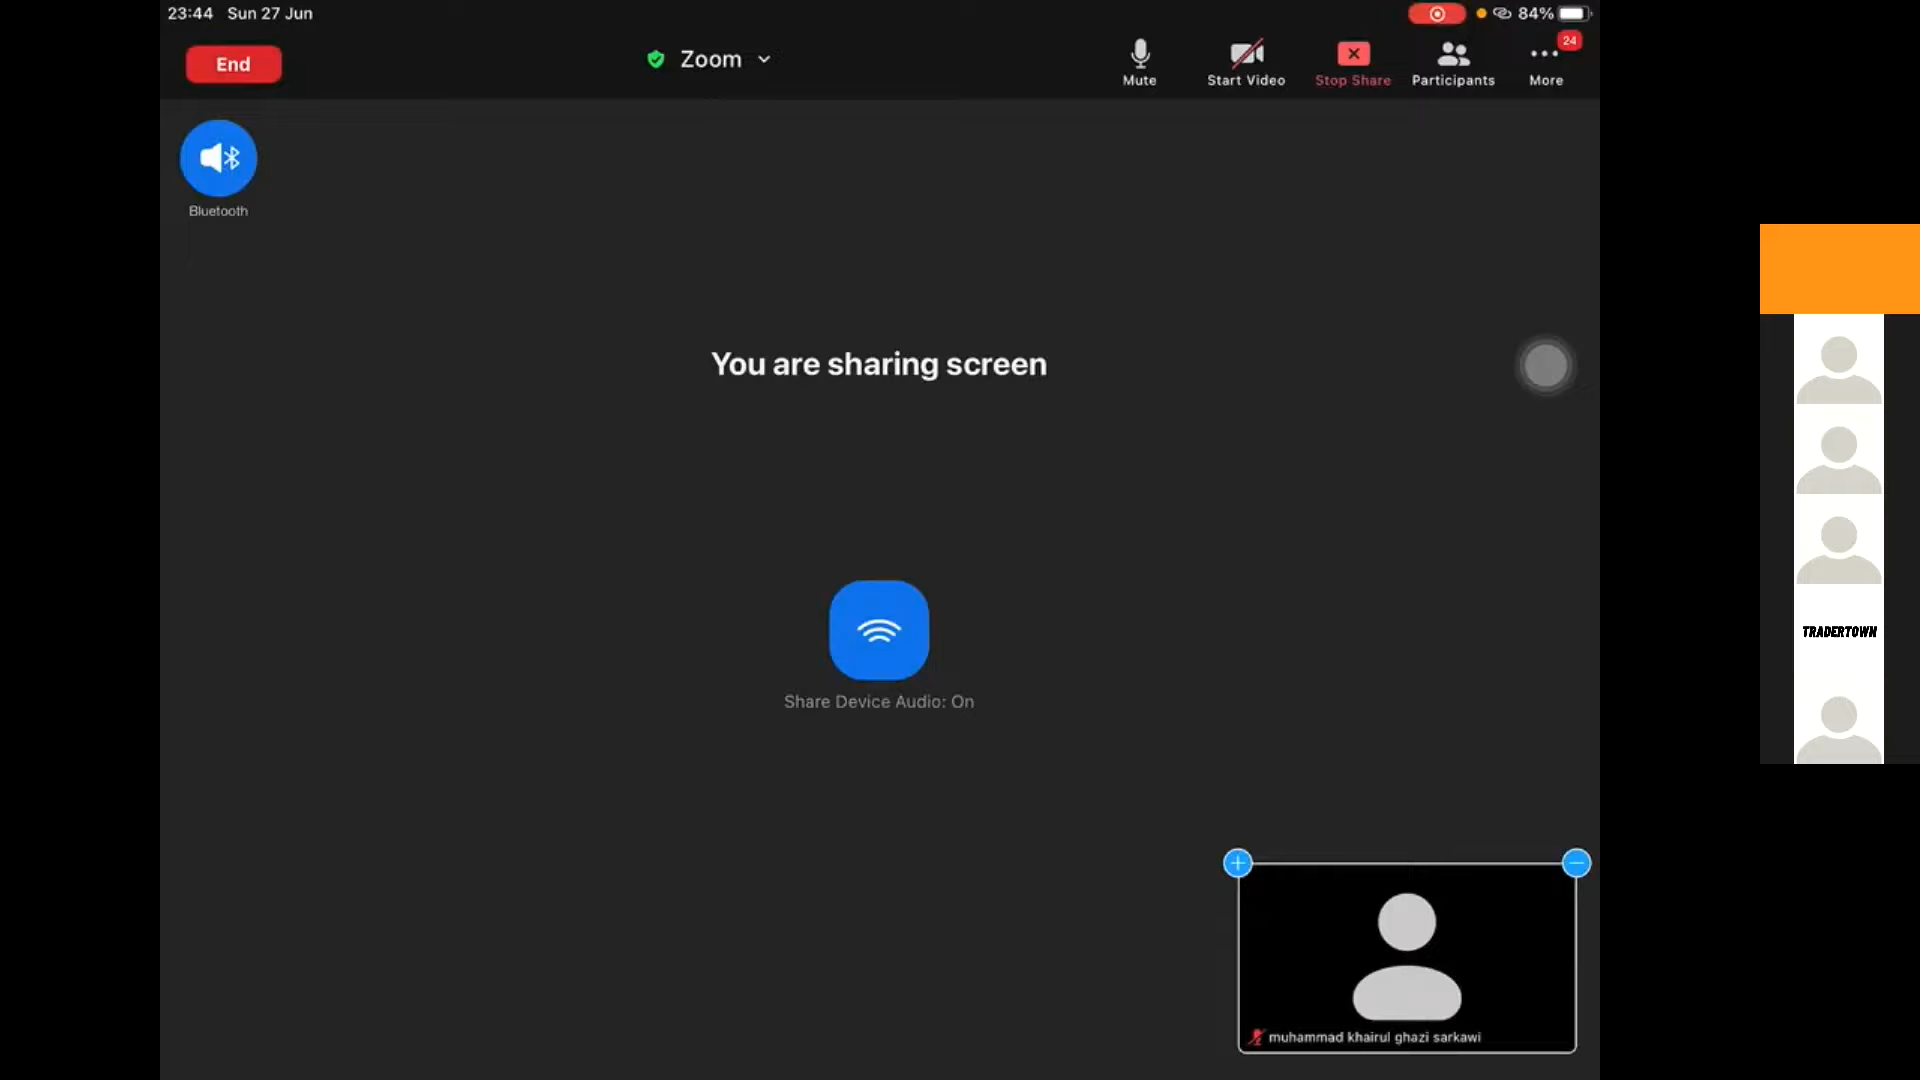 23:44 Sun 27 Jun
84%
End
Zoom
Mute
Start Video
Stop Share
Participants
24
More
Bluetooth
You are sharing screen
Share Device Audio: On
TRADERTOWN
muhammad khairul ghazi sarkawi